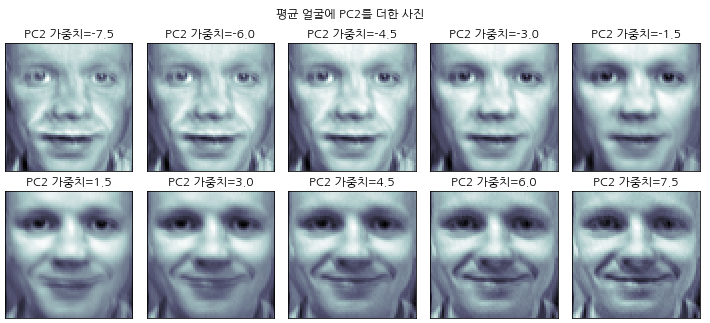 평균 얼굴에 PC2를 더한 사진
PC2 가중치=-7.5 PC2 가중치=-6.0 PC2 가중치=-4.5 PC2 가중치=-3.0 PC2 가중치=-1.5
PC2 가중치=1.5 PC2 가중치=3.0 PC2 가중치=4.5 PC2 가중치=6.0 PC2 가중치=7.5